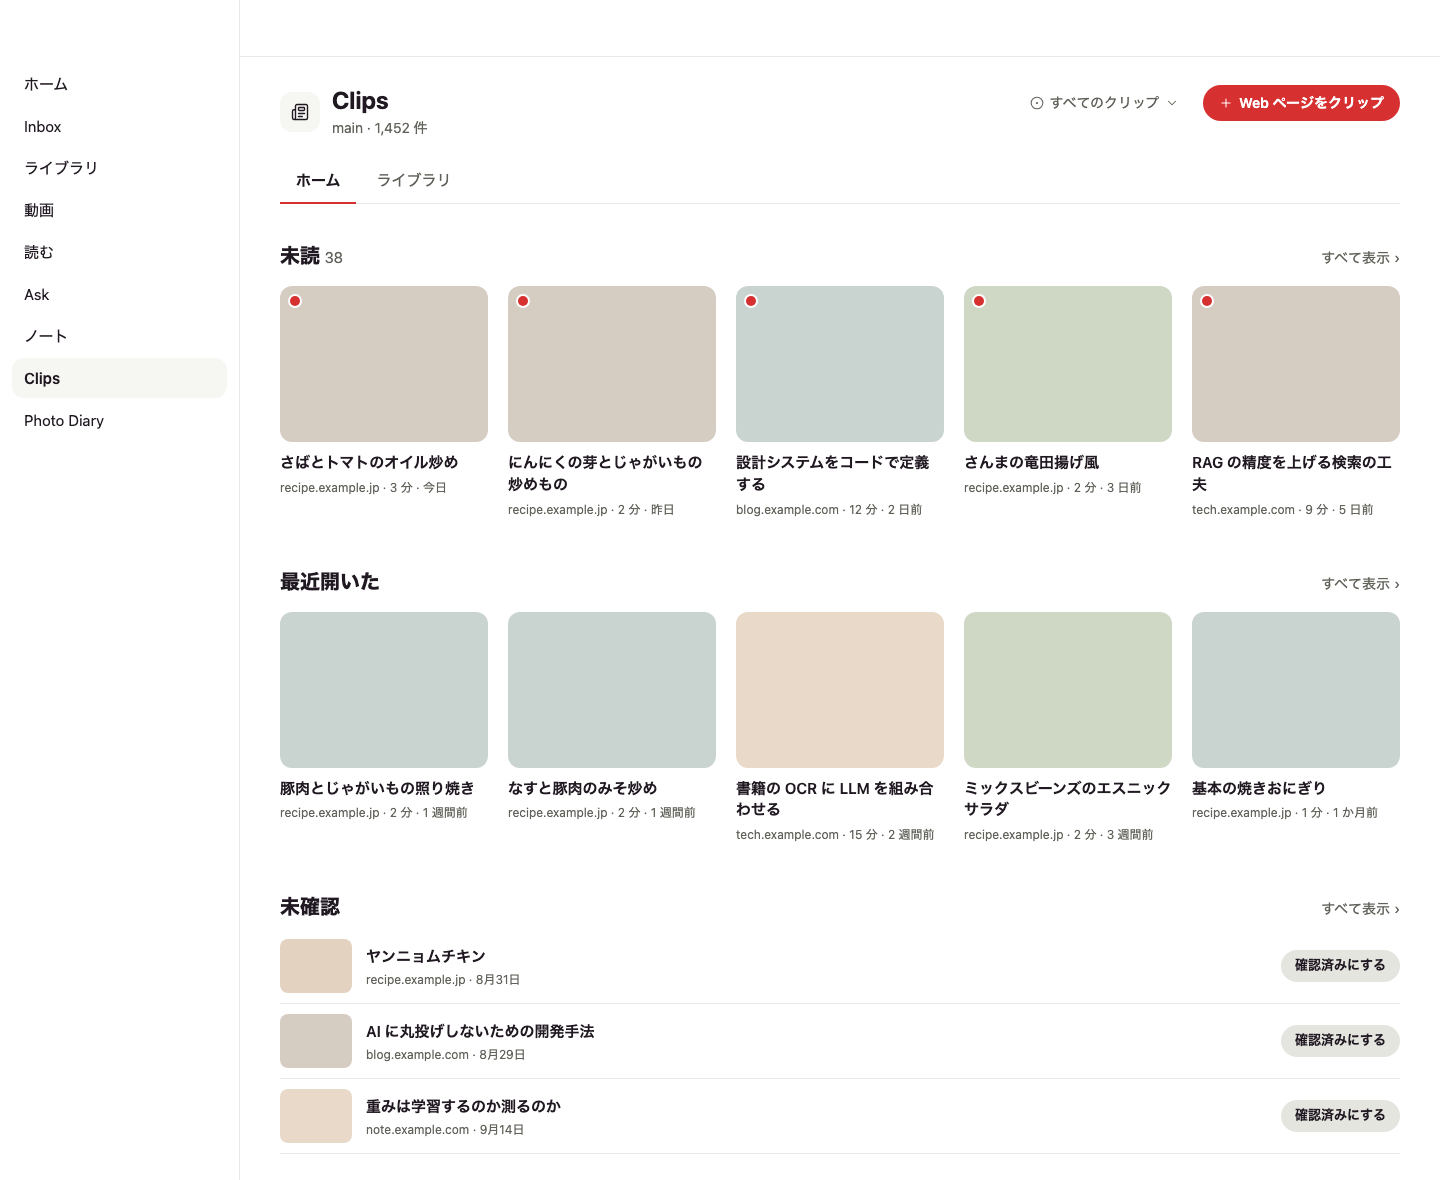 ホーム
Inbox
ライブラリ
動画
読む
Ask
ノート
Clips
Photo Diary
Clips
main · 1,452 件
すべてのクリップ
＋ Web ページをクリップ
ホーム
ライブラリ
未読 38
すべて表示 ›
さばとトマトのオイル炒め
recipe.example.jp · 3 分 · 今日
にんにくの芽とじゃがいもの
炒めもの
recipe.example.jp · 2 分 · 昨日
設計システムをコードで定義
する
blog.example.com · 12 分 · 2 日前
さんまの竜田揚げ風
recipe.example.jp · 2 分 · 3 日前
RAG の精度を上げる検索の工
夫
tech.example.com · 9 分 · 5 日前
最近開いた
すべて表示 ›
豚肉とじゃがいもの照り焼き
recipe.example.jp · 2 分 · 1 週間前
なすと豚肉のみそ炒め
recipe.example.jp · 2 分 · 1 週間前
書籍の OCR に LLM を組み合
わせる
tech.example.com · 15 分 · 2 週間前
ミックスビーンズのエスニック
サラダ
recipe.example.jp · 2 分 · 3 週間前
基本の焼きおにぎり
recipe.example.jp · 1 分 · 1 か月前
未確認
すべて表示 ›
ヤンニョムチキン
recipe.example.jp · 8月31日
確認済みにする
AI に丸投げしないための開発手法
blog.example.com · 8月29日
確認済みにする
重みは学習するのか測るのか
note.example.com · 9月14日
確認済みにする